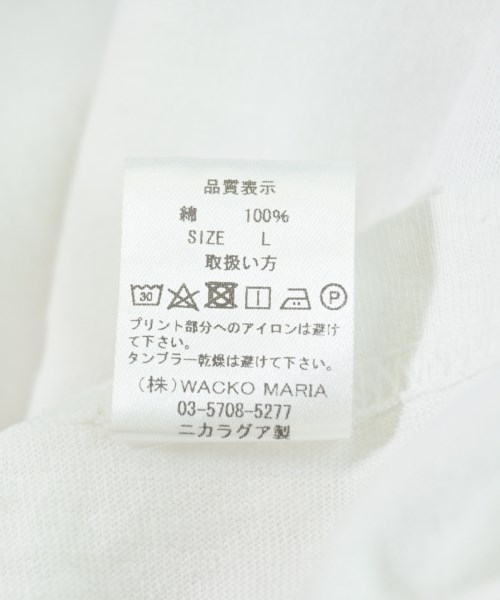 品質表示
綿 100%
SIZE L
取扱い方
30 P
プリント部分へのアイロンは避け
て下さい。
タンブラー乾燥は避けて下さい。
(株)WACKO MARIA
03-5708-5277
ニカラグア製